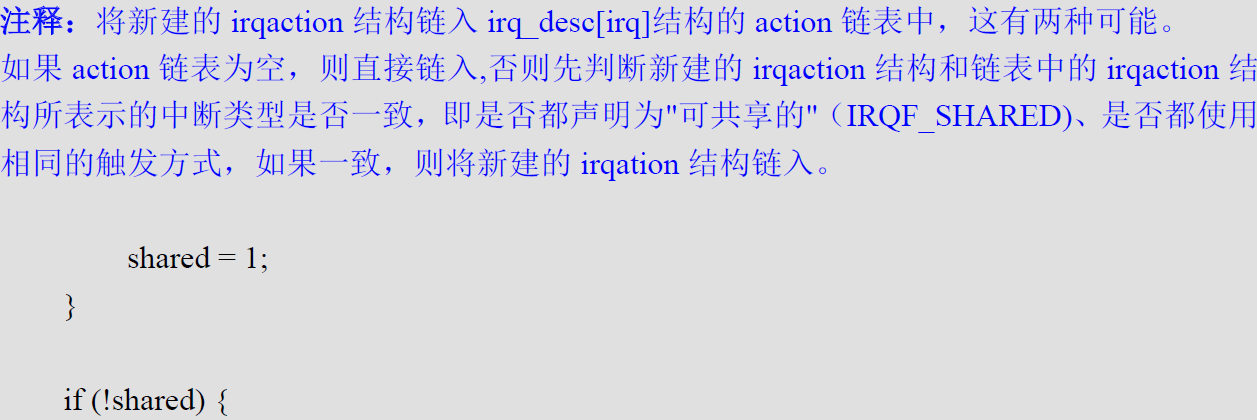 注释：将新建的 irqaction 结构链入 irq_desc[irq]结构的 action 链表中，这有两种可能。
如果 action 链表为空，则直接链入,否则先判断新建的 irqaction 结构和链表中的 irqaction 结
构所表示的中断类型是否一致，即是否都声明为"可共享的"（IRQF_SHARED)、是否都使用
相同的触发方式，如果一致，则将新建的 irqation 结构链入。
shared = 1;
}
if (!shared) {